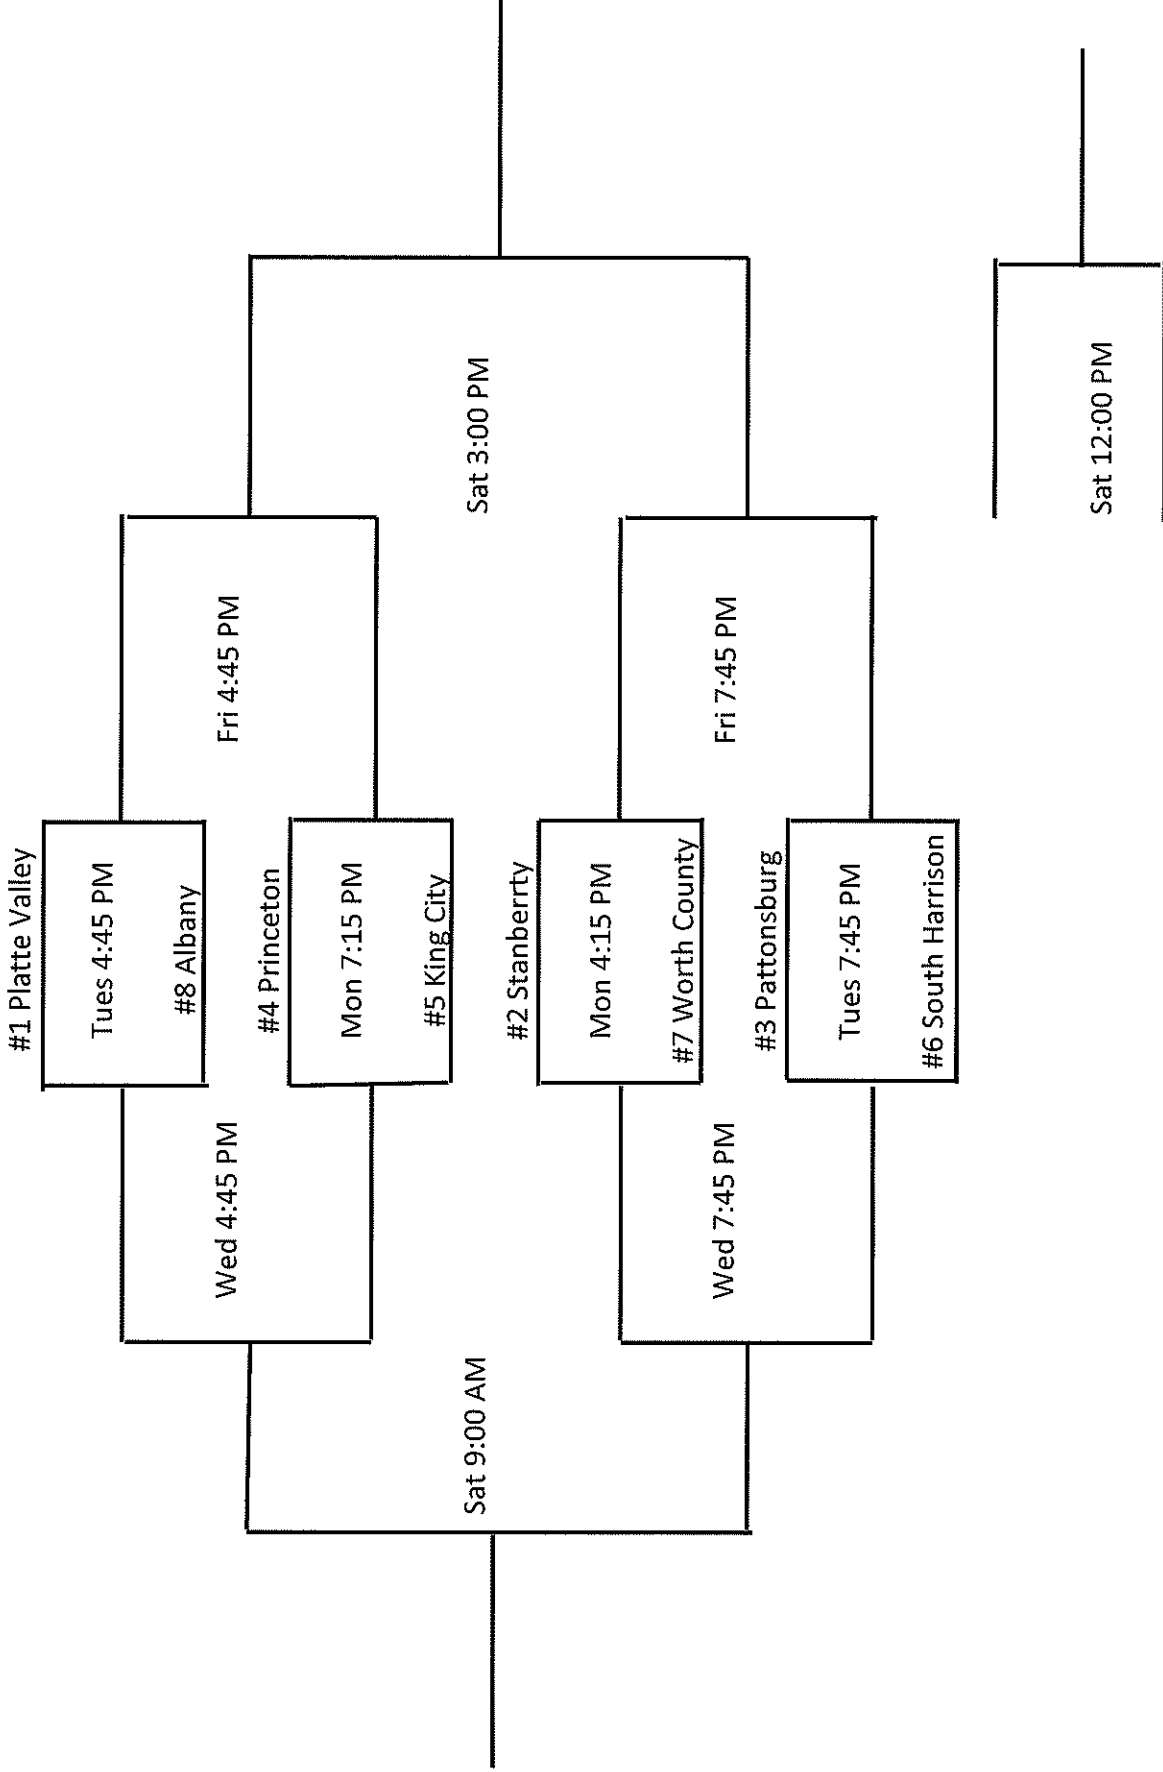 #1 Platte Valley
Tues 4:45 PM
#8 Albany
Wed 4:45 PM
Fri 4:45 PM
#4 Princeton
Mon 7:15 PM
#5 King City
Sat 9:00 AM
Sat 3:00 PM
#2 Stanberrty
Mon 4:15 PM
#7 Worth County
Wed 7:45 PM
Fri 7:45 PM
#3 Pattonsburg
Tues 7:45 PM
#6 South Harrison
Sat 12:00 PM